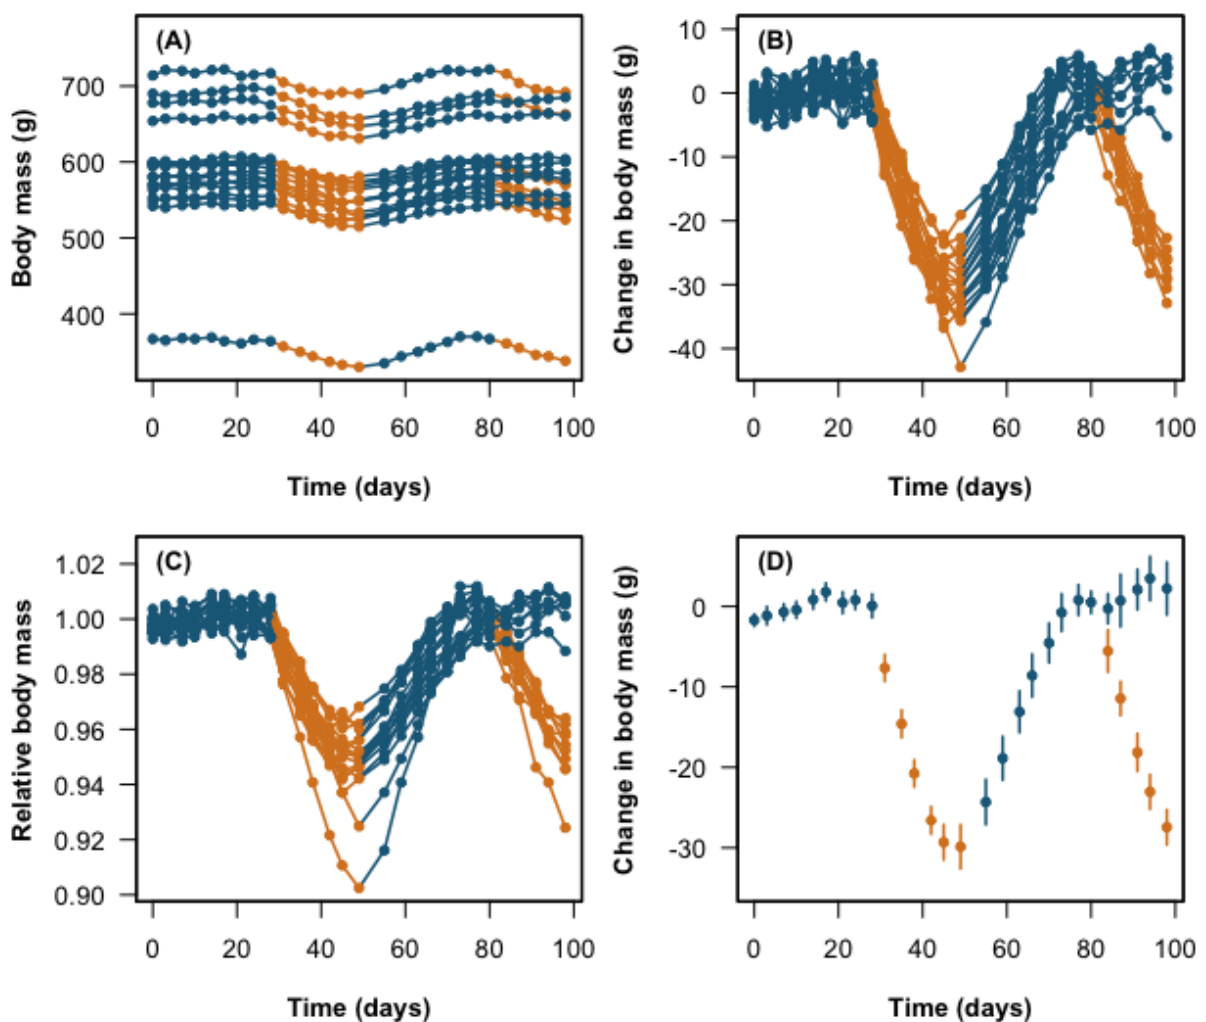 (A)
Body mass (g)
700
600
500
400
0 20 40 60 80 100
Time (days)
(B)
Change in body mass (g)
10
0
-10
-20
-30
-40
0 20 40 60 80 100
Time (days)
(C)
Relative body mass
1.02
1.00
0.98
0.96
0.94
0.92
0.90
0 20 40 60 80 100
Time (days)
(D)
Change in body mass (g)
0
-10
-20
-30
0 20 40 60 80 100
Time (days)